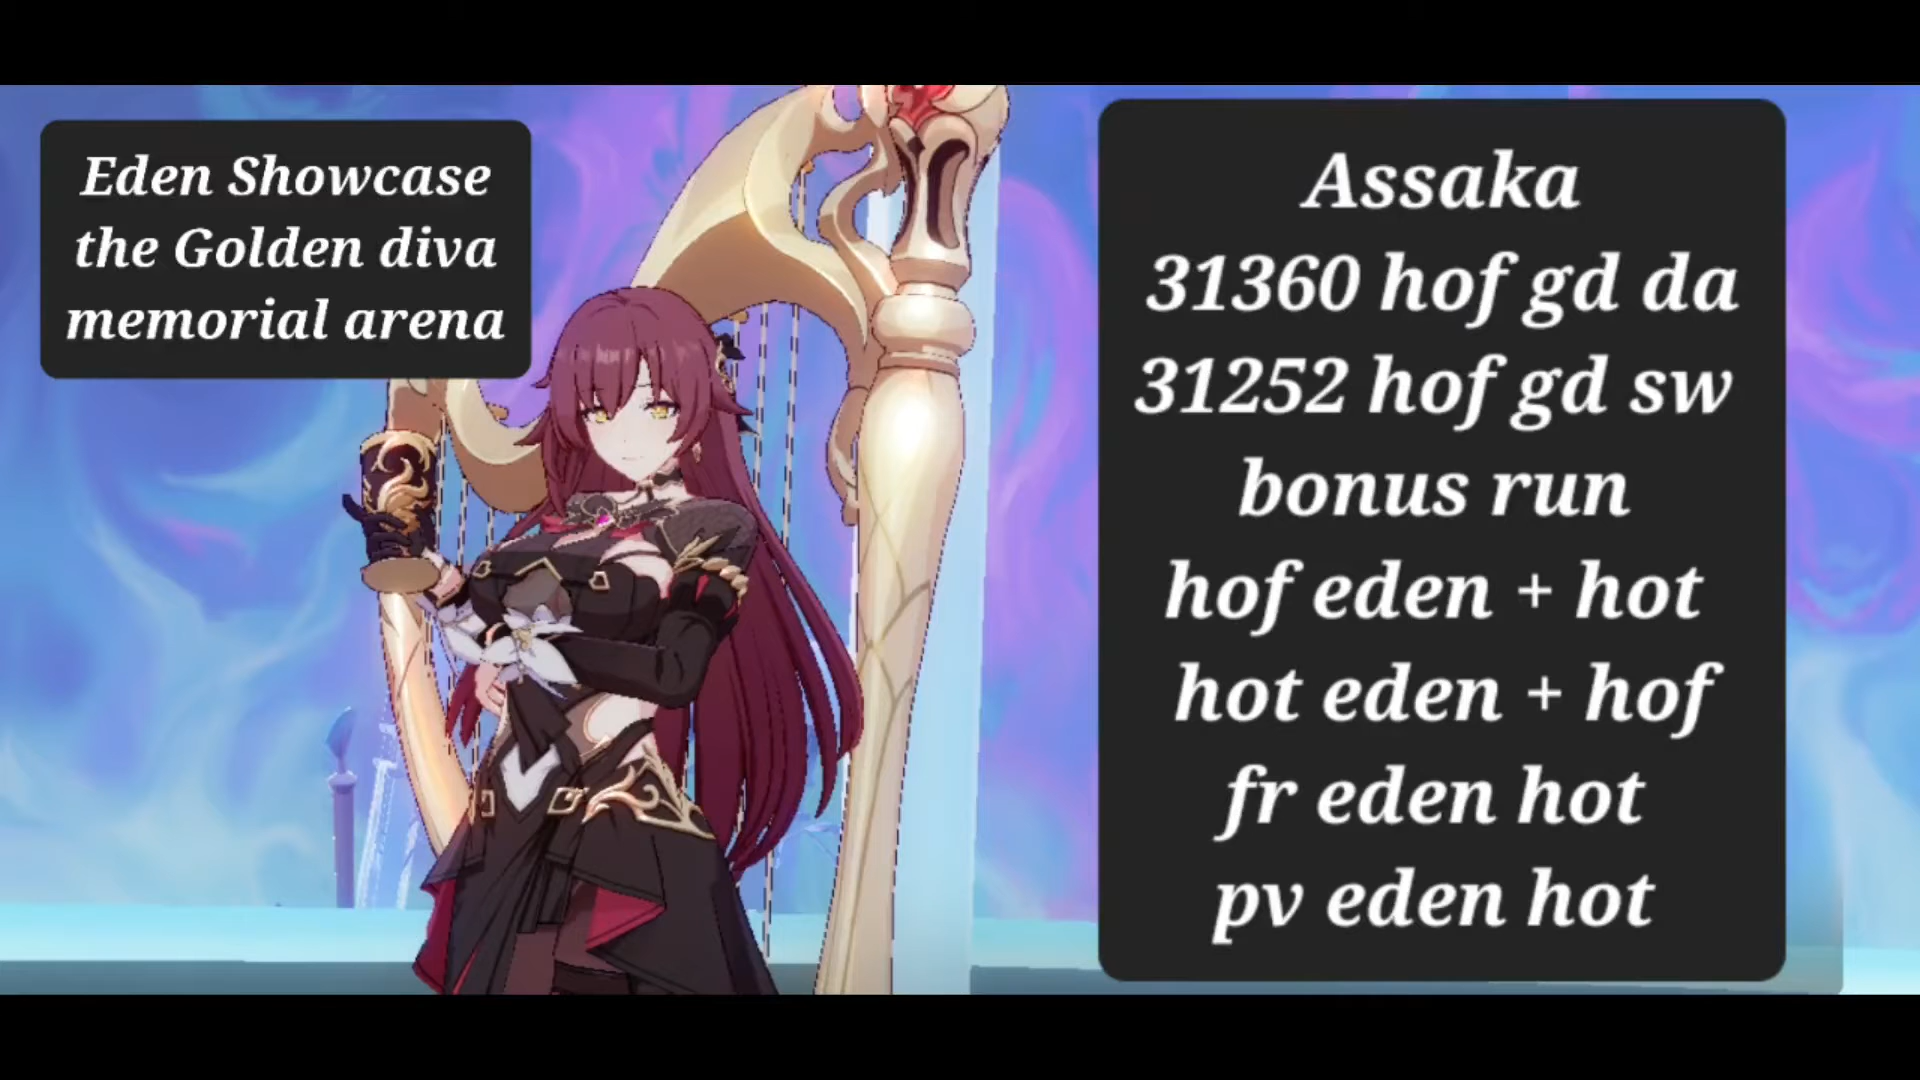 Eden Showcase
the Golden diva
memorial arena
Assaka
31360 hof gd da
31252 hof gd sw
bonus run
hof eden + hot
hot eden + hof
fr eden hot
pv eden hot